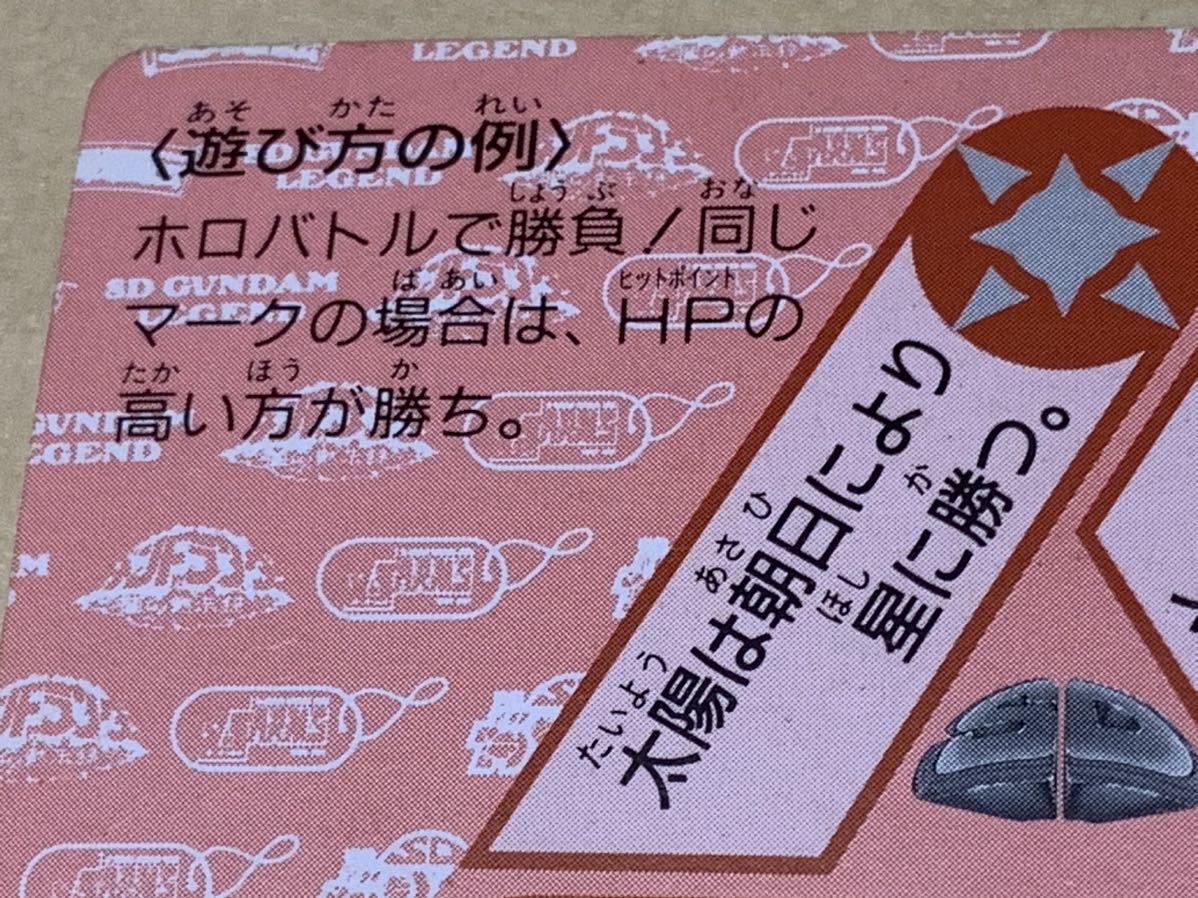 〈遊び方の例〉
ホロバトルで勝負!同じ
マークの場合は、HPの
高い方が勝ち。
太陽は朝日により
星に勝つ。
あそ かた れい
しょう ぶ おな
ば あい ヒットポイント
たか ほう か
たいよう あさ ひ
ほし か
LEGEND
SD GUNDAM
LEGEND